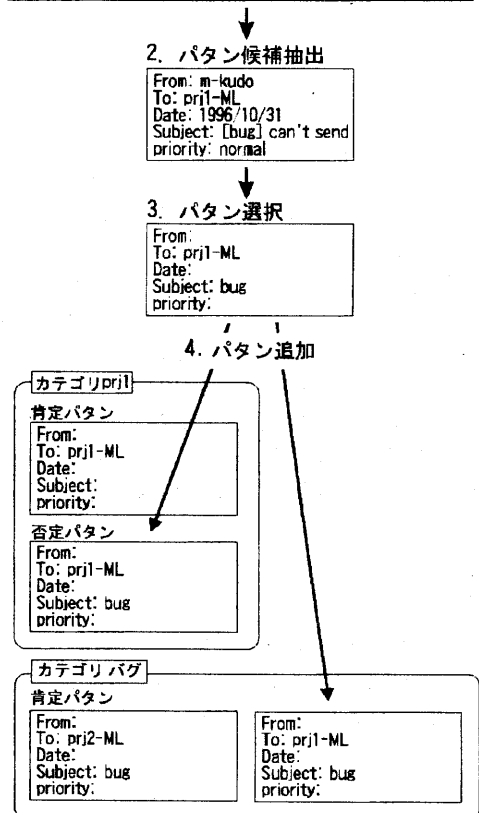 2. パタン候補抽出
From: m-kudo
To: prj1-ML
Date: 1996/10/31
Subject: [bug] can't send
priority: normal
3. パタン選択
From:
To: prj1-ML
Date:
Subject: bug
priority:
4. パタン追加
カテゴリprj1
肯定パタン
From:
To: prj1-ML
Date:
Subject:
priority:
否定パタン
From:
To: prj1-ML
Date:
Subject: bug
priority:
カテゴリ バグ
肯定パタン
From:
To: prj2-ML
Date:
Subject: bug
priority:
From:
To: prj1-ML
Date:
Subject: bug
priority: